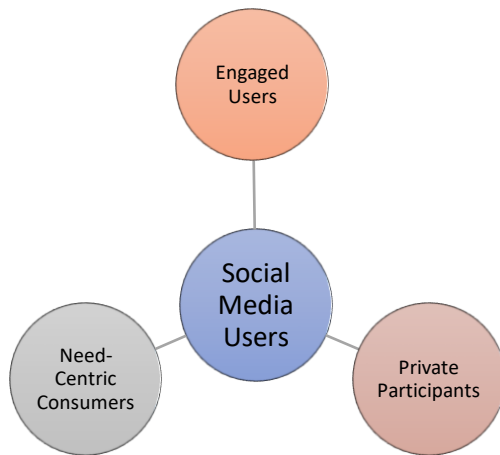 Engaged
Users
Social
Media
Users
Need-
Centric
Consumers
Private
Participants